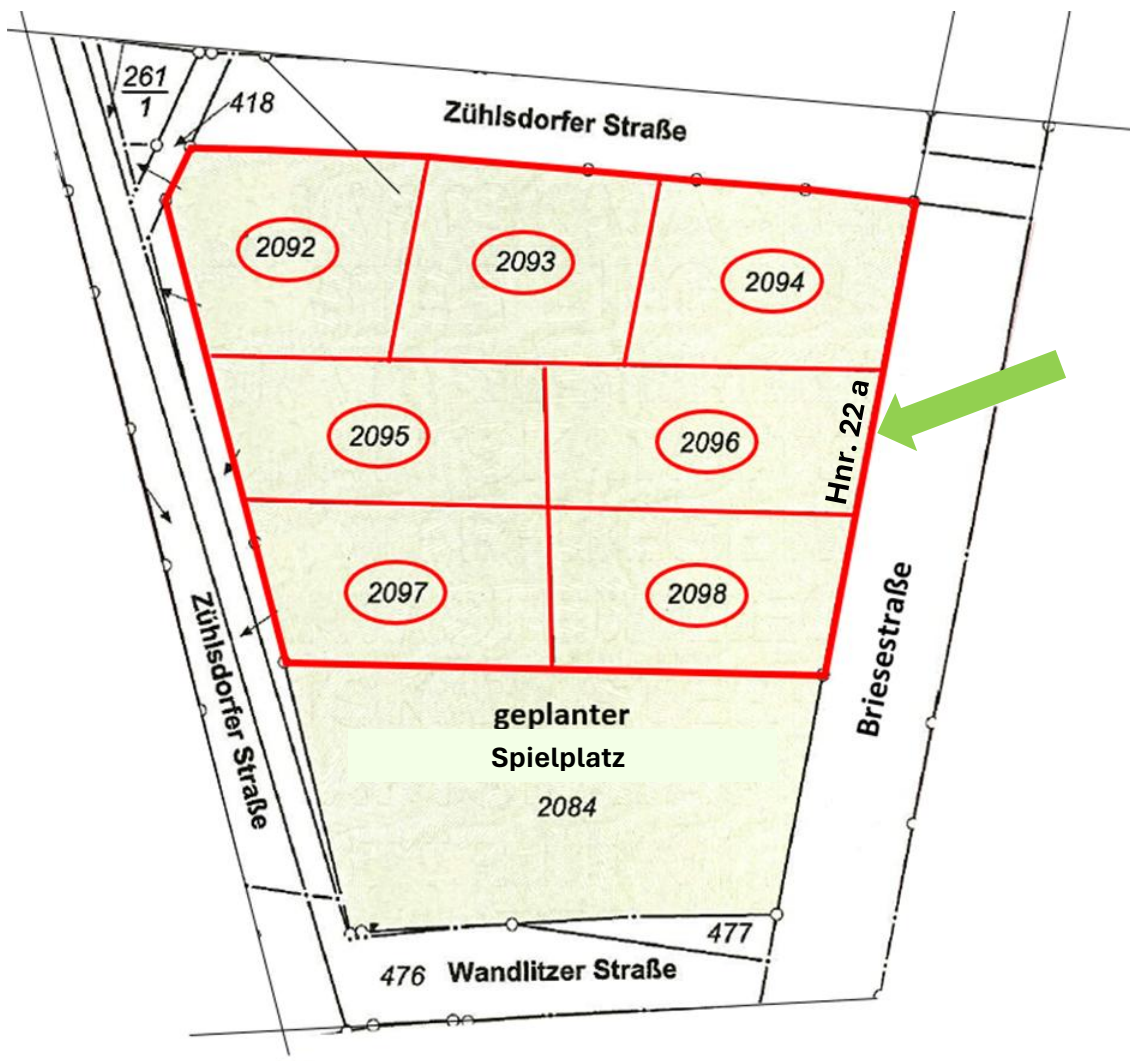 261
1
418
Zühlsdorfer Straße
2092
2093
2094
2095
2096
Hnr. 22 a
2097
2098
Zühlsdorfer Straße
Briesestraße
geplanter
Spielplatz
2084
477
476 Wandlitzer Straße